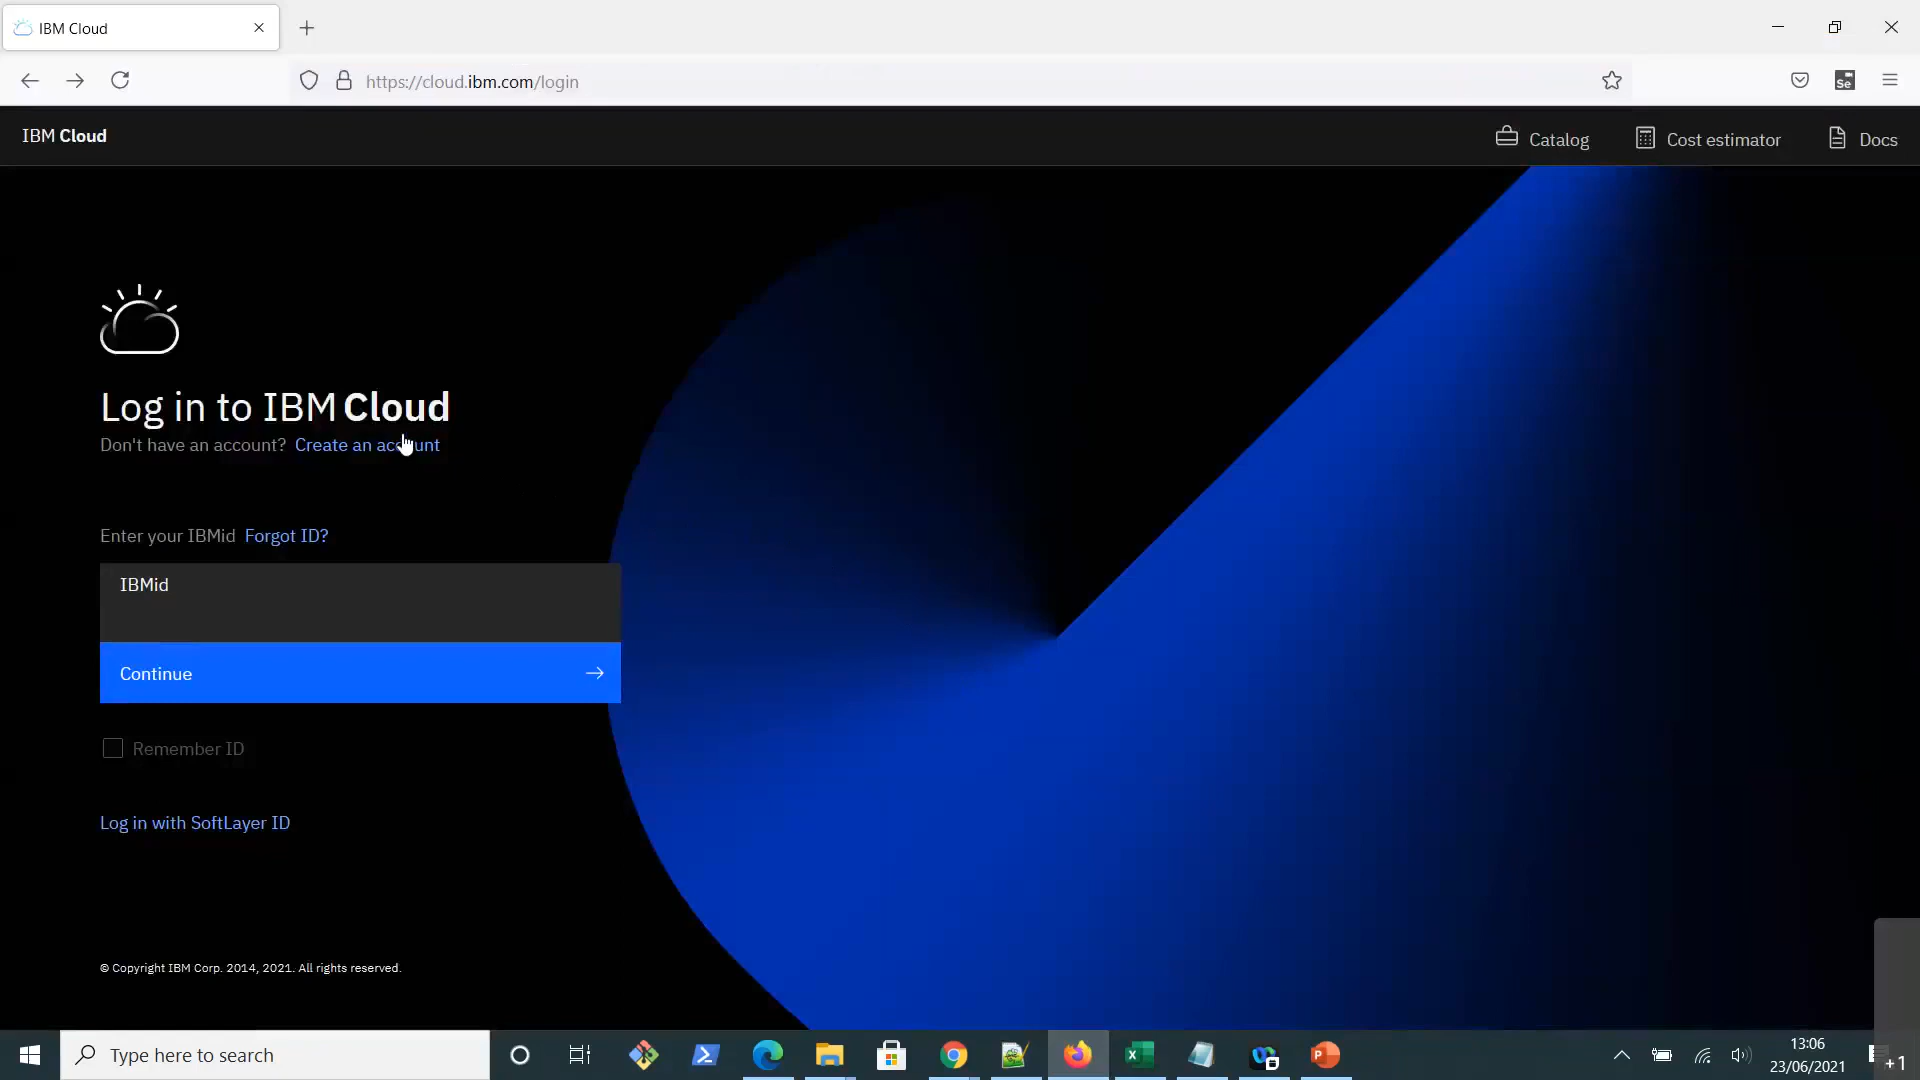 IBM Cloud
https://cloud.ibm.com/login
Se
IBM Cloud
Catalog
Cost estimator
Docs
Log in to IBM Cloud
Don't have an account? Create an account
Enter your IBMid Forgot ID?
IBMid
Continue
Remember ID
Log in with SoftLayer ID
© Copyright IBM Corp. 2014, 2021. All rights reserved.
Type here to search
13:06
23/06/2021
+1